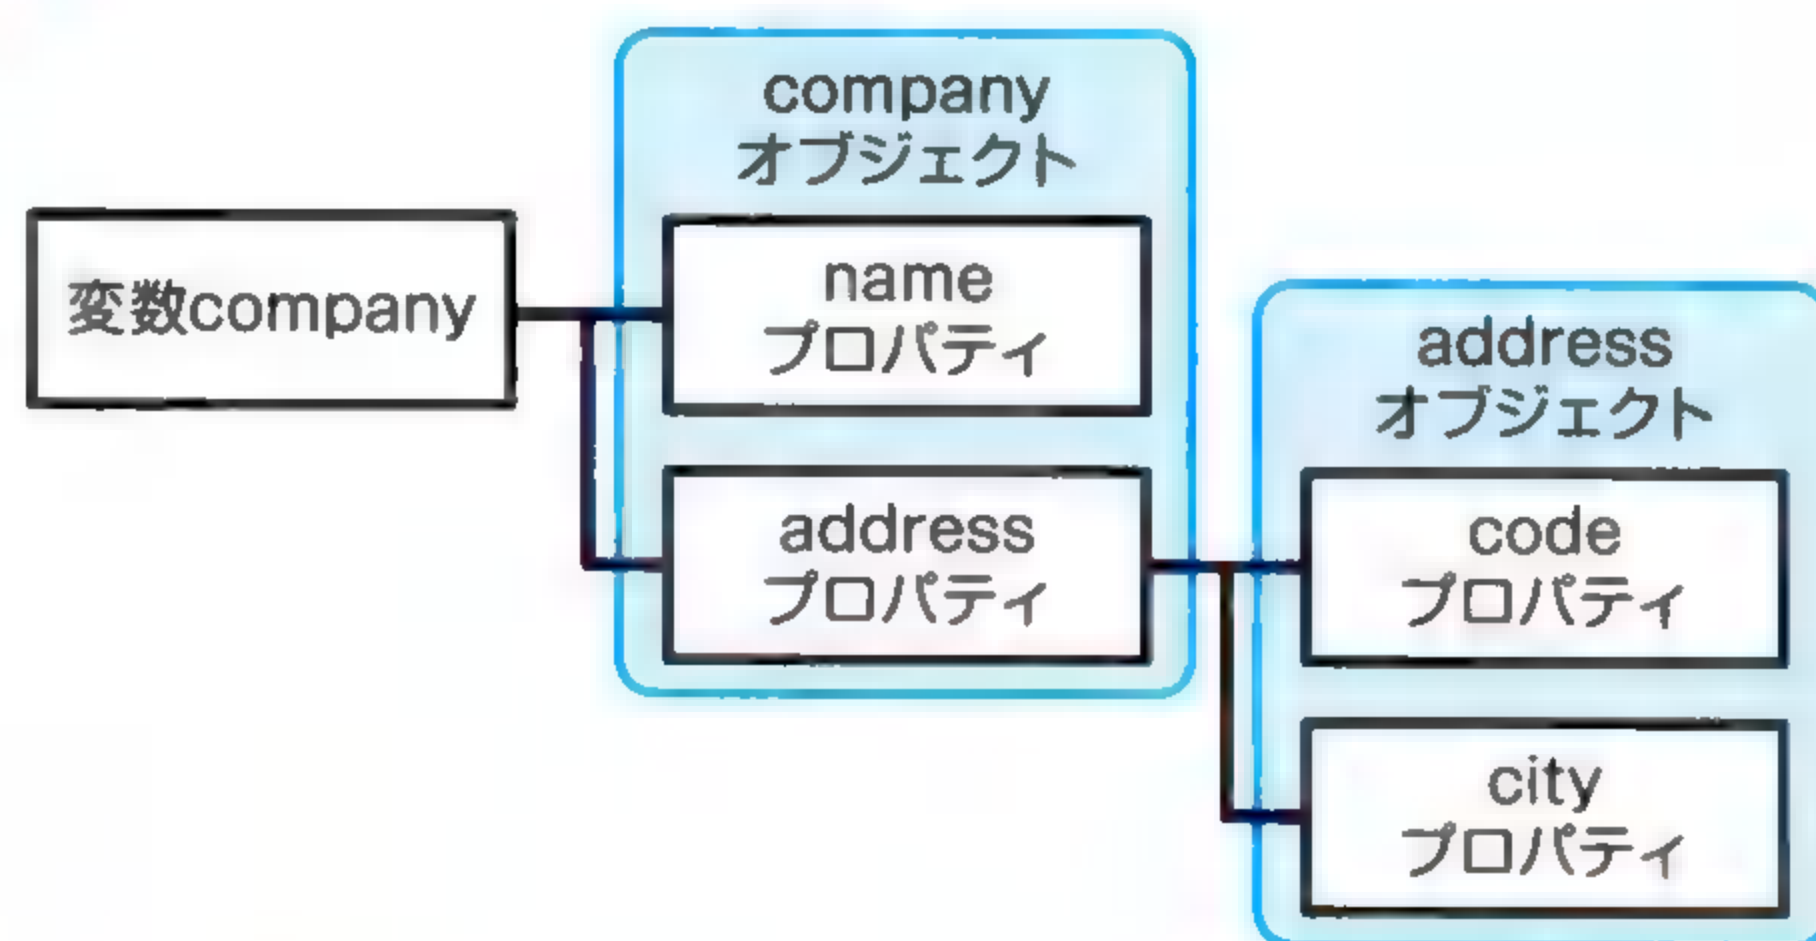 company
オブジェクト
変数company
name
プロパティ
address
プロパティ
address
オブジェクト
code
プロパティ
city
プロパティ